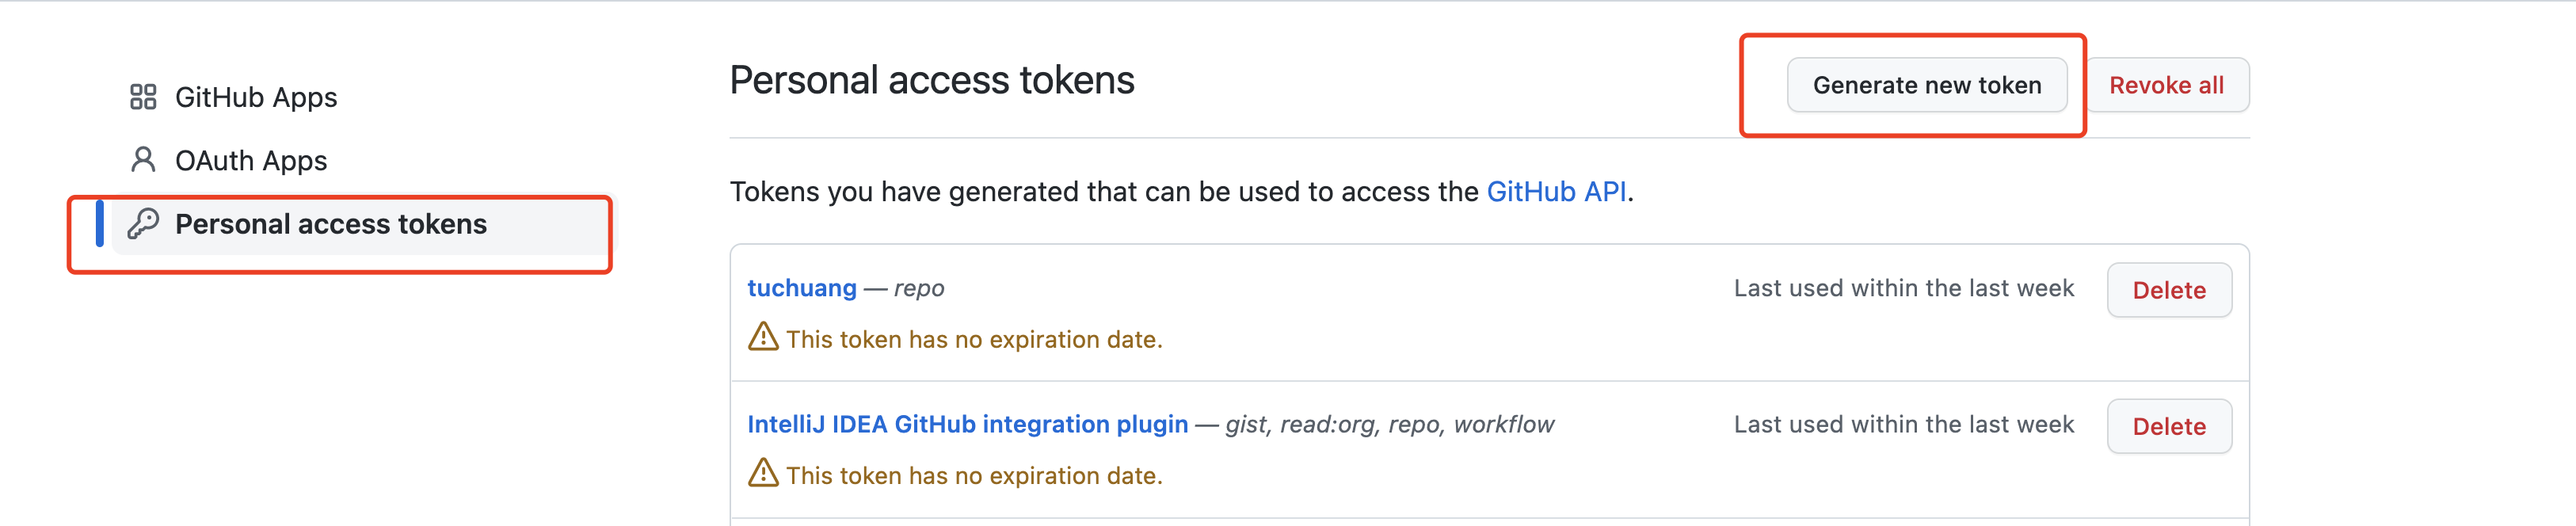 GitHub Apps
OAuth Apps
Personal access tokens
Personal access tokens
Generate new token
Revoke all
Tokens you have generated that can be used to access the GitHub API.
tuchuang — repo
Last used within the last week
Delete
This token has no expiration date.
IntelliJ IDEA GitHub integration plugin — gist, read:org, repo, workflow
Last used within the last week
Delete
This token has no expiration date.